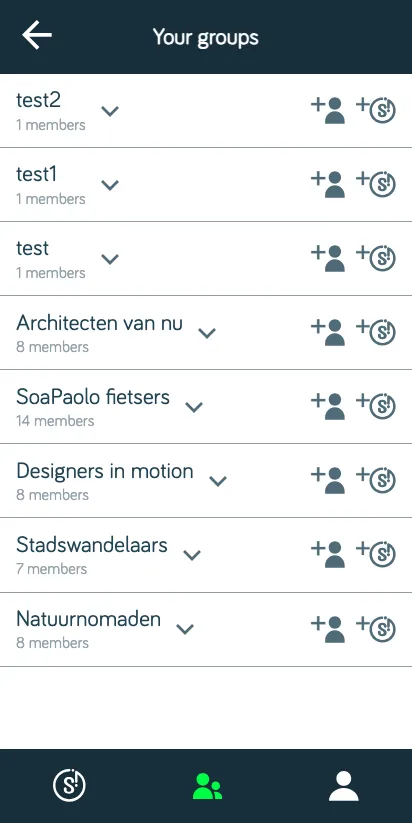 Your groups
test2
1 members
test1
1 members
test
1 members
Architecten van nu
8 members
SoaPaolo fietsers
14 members
Designers in motion
8 members
Stadswandelaars
7 members
Natuurnomaden
8 members